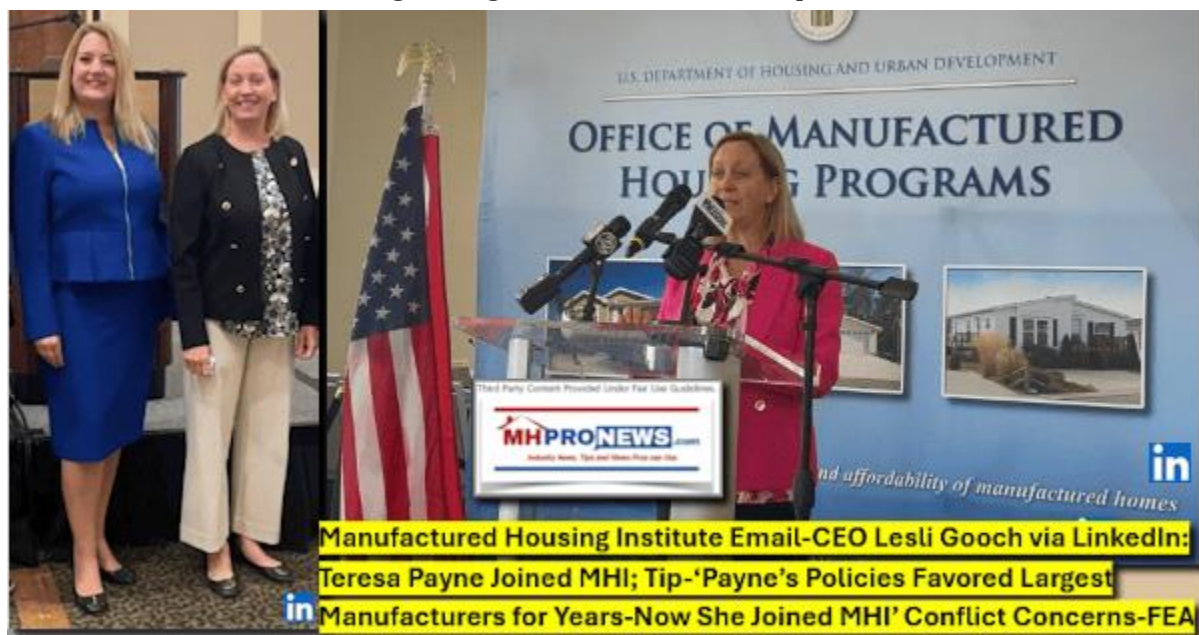 U.S. DEPARTMENT OF HOUSING AND URBAN DEVELOPMENT
OFFICE OF MANUFACTURED
HOU G PROGRAMS
Third Party Content Provided Under Fair Use Guidelines.
MHPRONEWS.com
Industry News, Tips and Views Pros can Use
nd affordability of manufactured homes
in
in
Manufactured Housing Institute Email-CEO Lesli Gooch via LinkedIn:
Teresa Payne Joined MHI; Tip-‘Payne’s Policies Favored Largest
Manufacturers for Years-Now She Joined MHI’ Conflict Concerns-FEA